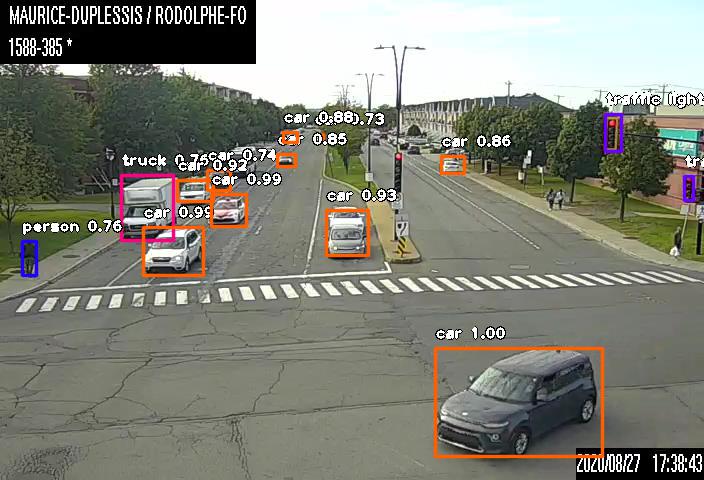 MAURICE-DUPLESSIS / RODOLPHE-FO
1588-385 *
traffic light
car 0.88
0.73
car 0.85
car 0.86
truck 0.76
car 0.74
car 0.92
car 0.99
tra
car 0.93
car 0.99
person 0.76
car 1.00
2020/08/27 17:38:43